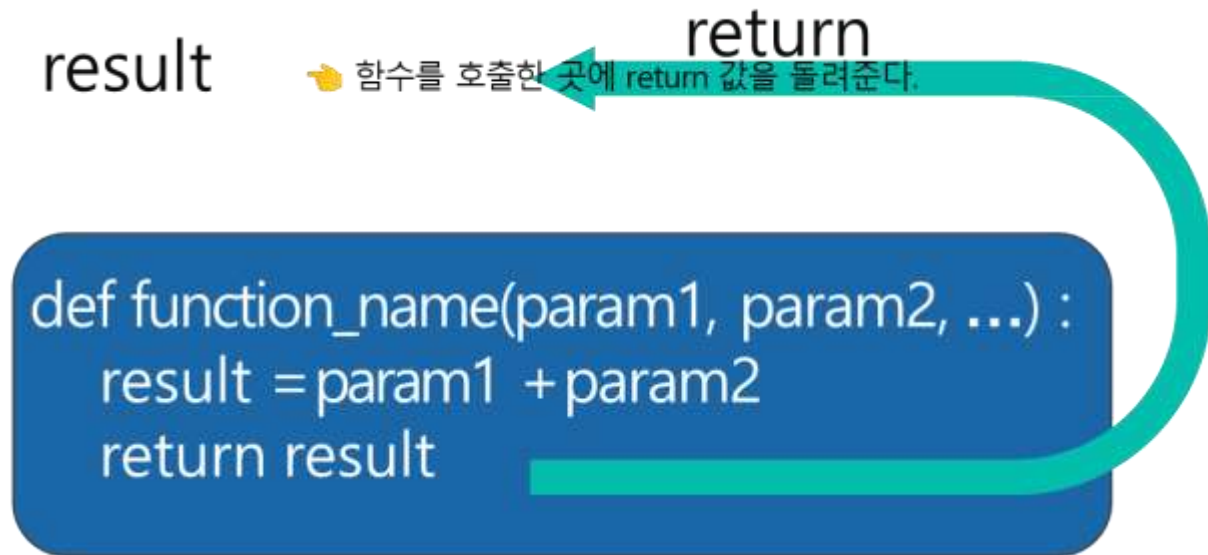 return
result
👈 함수를 호출한 곳에 return 값을 돌려준다.
def function_name(param1, param2, ...) :
result =param1 +param2
return result